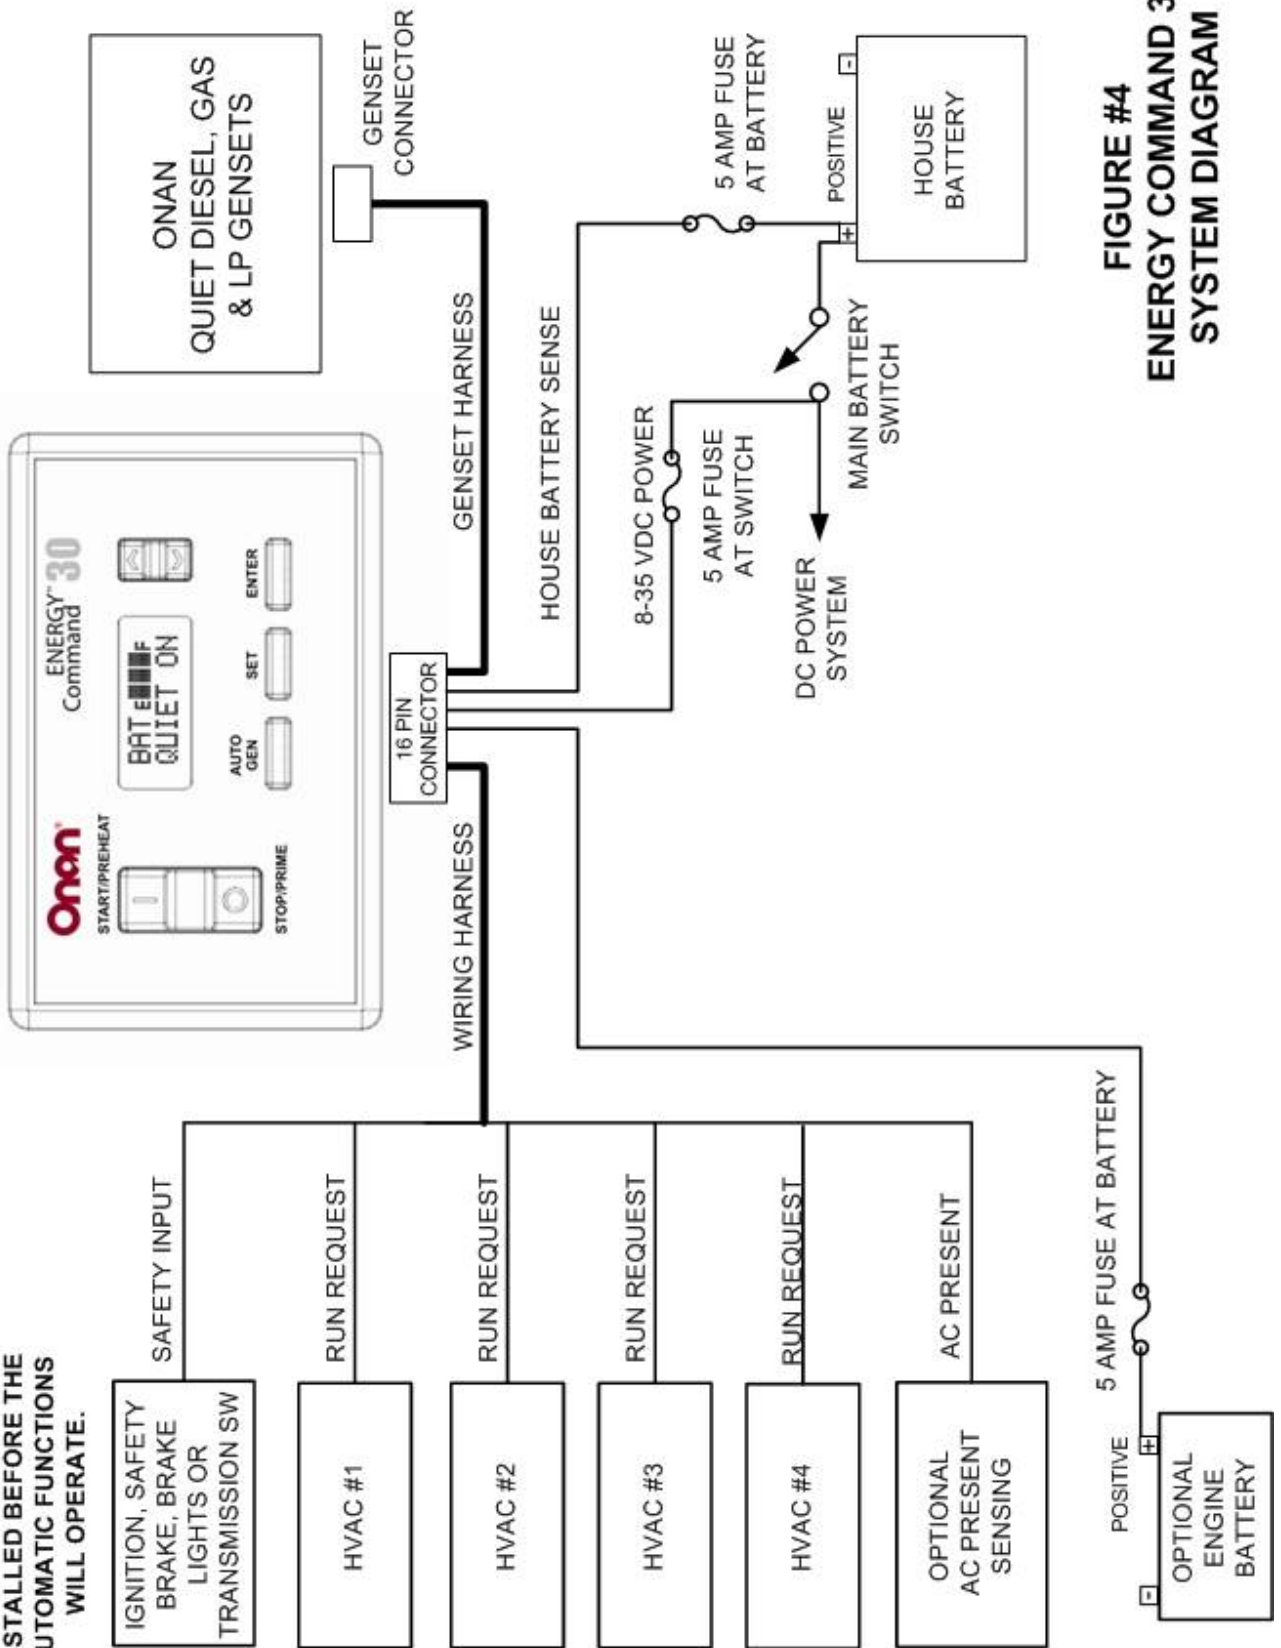 STALLED BEFORE THE
UTOMATIC FUNCTIONS
WILL OPERATE.
IGNITION, SAFETY
BRAKE, BRAKE
LIGHTS OR
TRANSMISSION SW
SAFETY INPUT
HVAC #1
RUN REQUEST
HVAC #2
RUN REQUEST
HVAC #3
RUN REQUEST
HVAC #4
RUN REQUEST
OPTIONAL
AC PRESENT
SENSING
AC PRESENT
-
POSITIVE
+
OPTIONAL
ENGINE
BATTERY
5 AMP FUSE AT BATTERY
WIRING HARNESS
Onan
ENERGY™ 30
Command
START/PREHEAT
STOP/PRIME
BAT E F
QUIET ON
AUTO
GEN
SET
ENTER
16 PIN
CONNECTOR
GENSET HARNESS
ONAN
QUIET DIESEL, GAS
& LP GENSETS
GENSET
CONNECTOR
HOUSE BATTERY SENSE
8-35 VDC POWER
5 AMP FUSE
AT SWITCH
DC POWER
SYSTEM
MAIN BATTERY
SWITCH
5 AMP FUSE
AT BATTERY
+
POSITIVE
-
HOUSE
BATTERY
FIGURE #4
ENERGY COMMAND 3
SYSTEM DIAGRAM